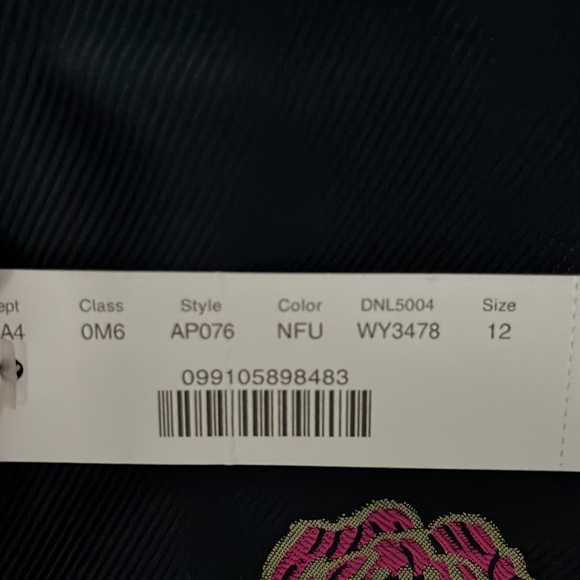 ept Class Style Color DNL5004 Size
A4 0M6 AP076 NFU WY3478 12
099105898483